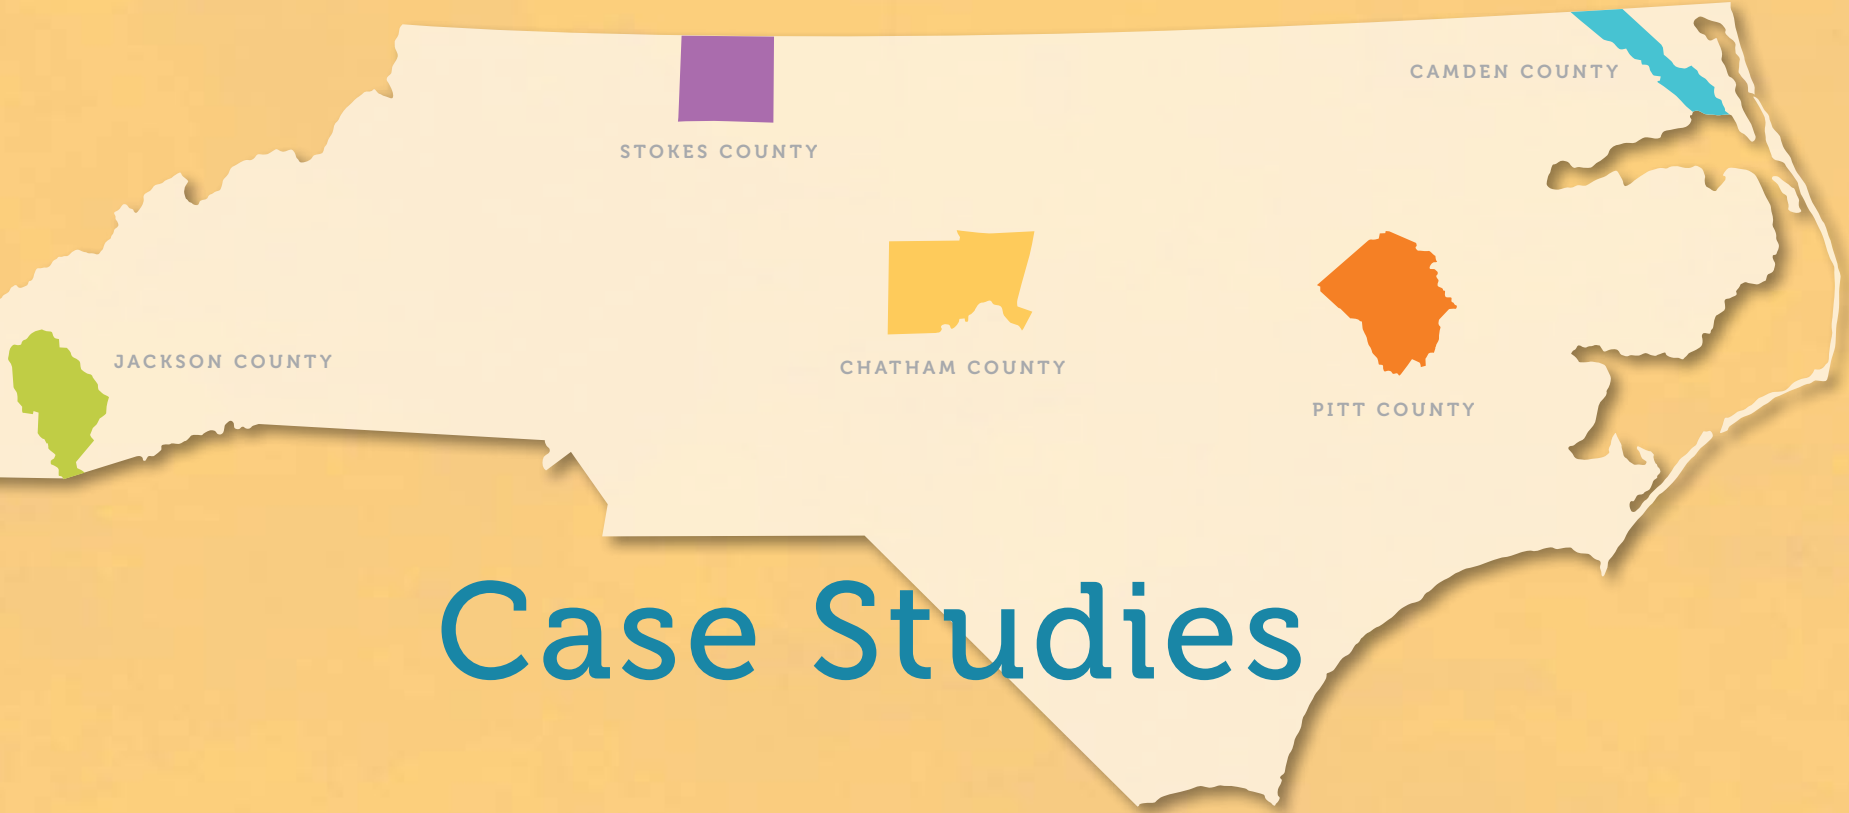 CAMDEN COUNTY
STOKES COUNTY
JACKSON COUNTY
CHATHAM COUNTY
PITT COUNTY
Case Studies